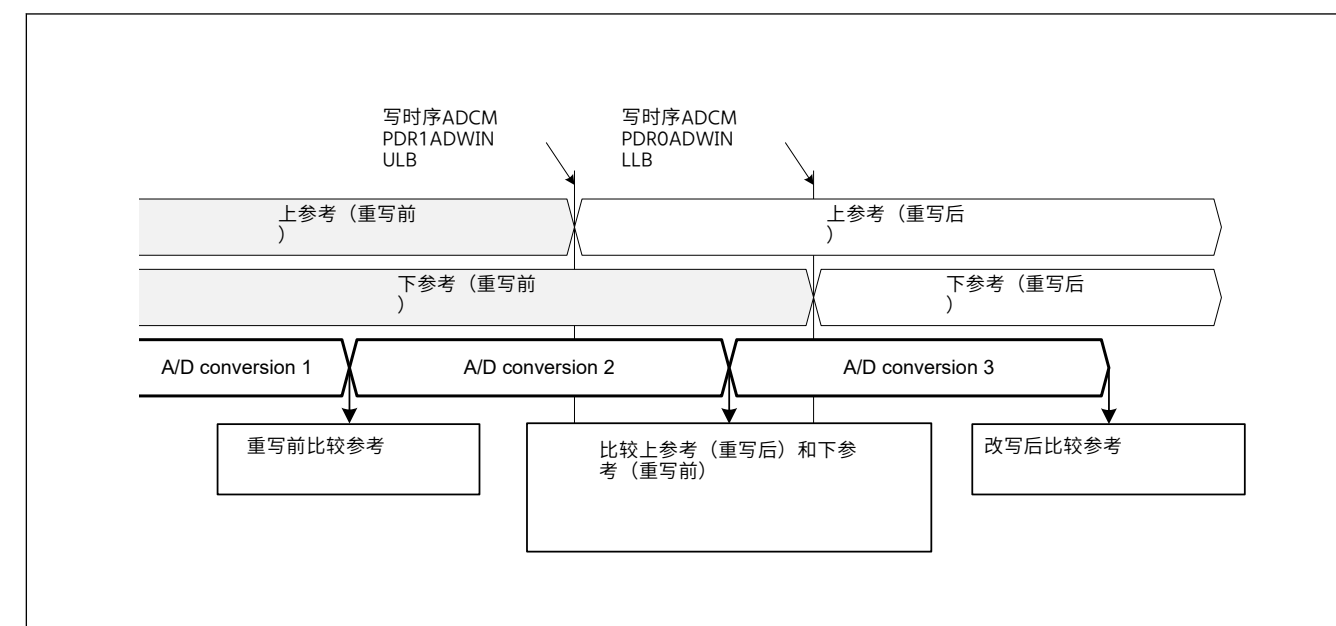 写时序ADCM
PDR1ADWIN
ULB
写时序ADCM
PDR0ADWIN
LLB
上参考（重写前
）
上参考（重写后
）
下参考（重写前
）
下参考（重写后
）
A/D conversion 1
A/D conversion 2
A/D conversion 3
重写前比较参考
比较上参考（重写后）和下参
考（重写前）
改写后比较参考